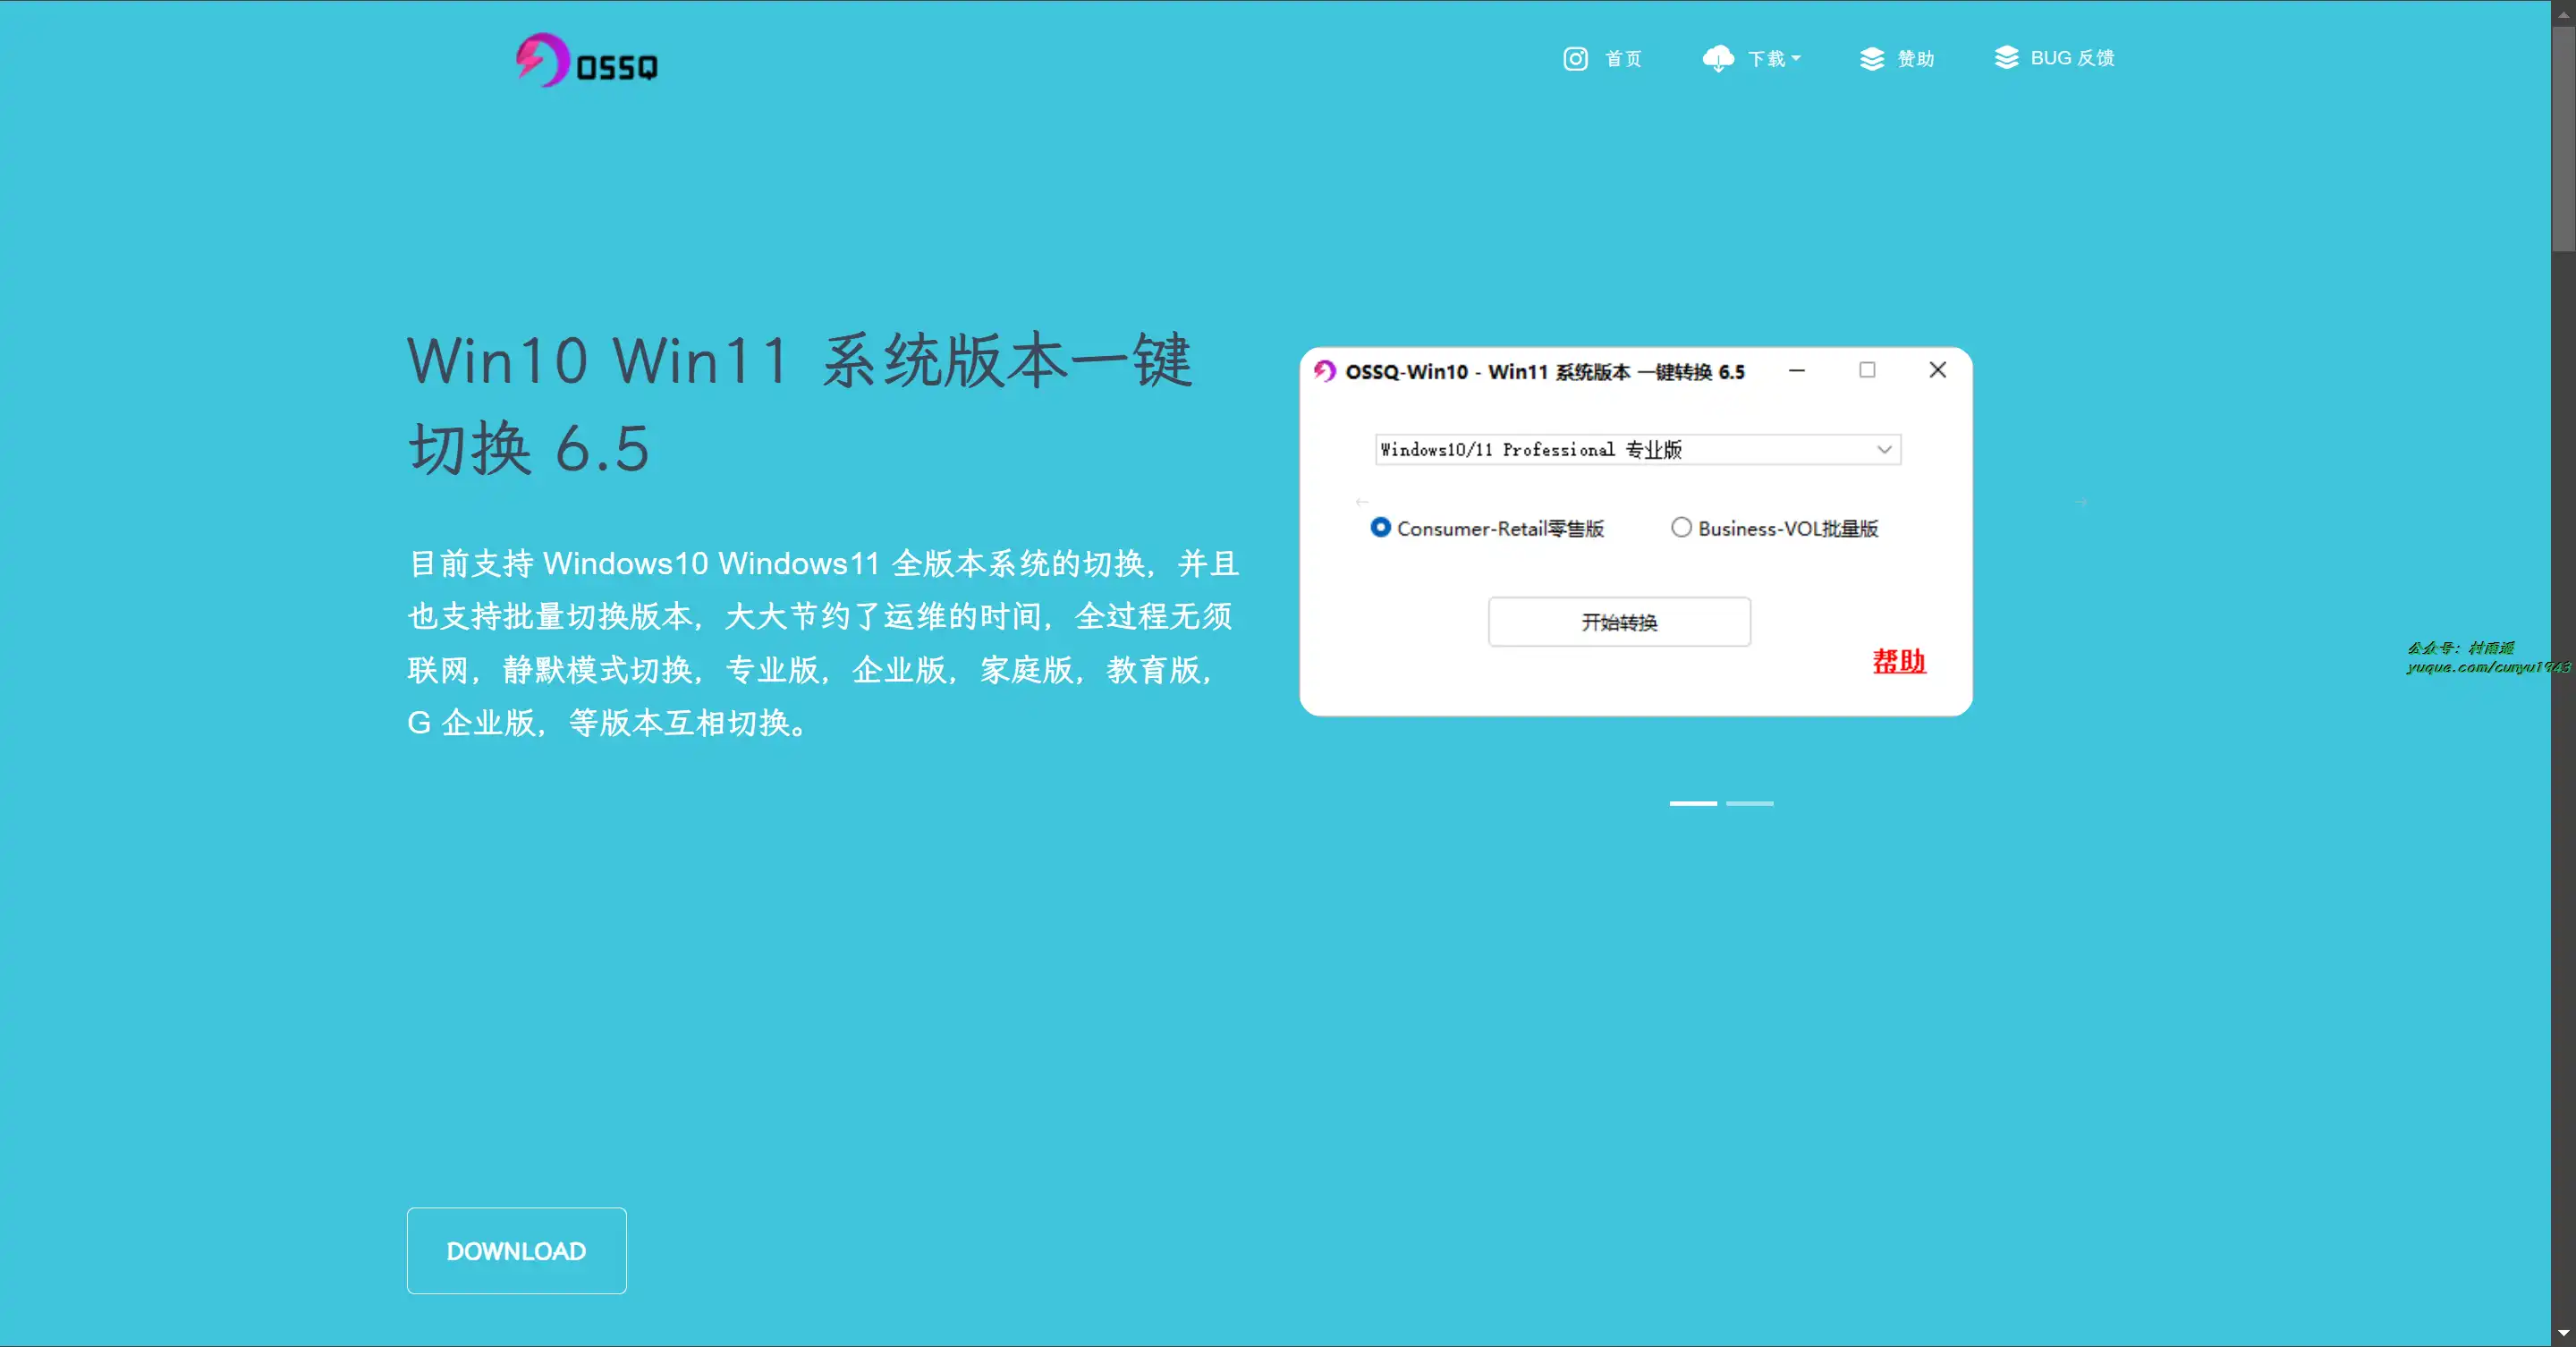 OSSQ
首页
下载
赞助
BUG 反馈
Win10 Win11 系统版本一键
切换 6.5
目前支持 Windows10 Windows11 全版本系统的切换，并且
也支持批量切换版本，大大节约了运维的时间，全过程无须
联网，静默模式切换，专业版，企业版，家庭版，教育版，
G 企业版，等版本互相切换。
OSSQ-Win10 - Win11 系统版本 一键转换 6.5
Windows10/11 Professional 专业版
Consumer-Retail零售版
Business-VOL批量版
开始转换
帮助
公众号：村雨遥
yuque.com/cunyu1943
DOWNLOAD